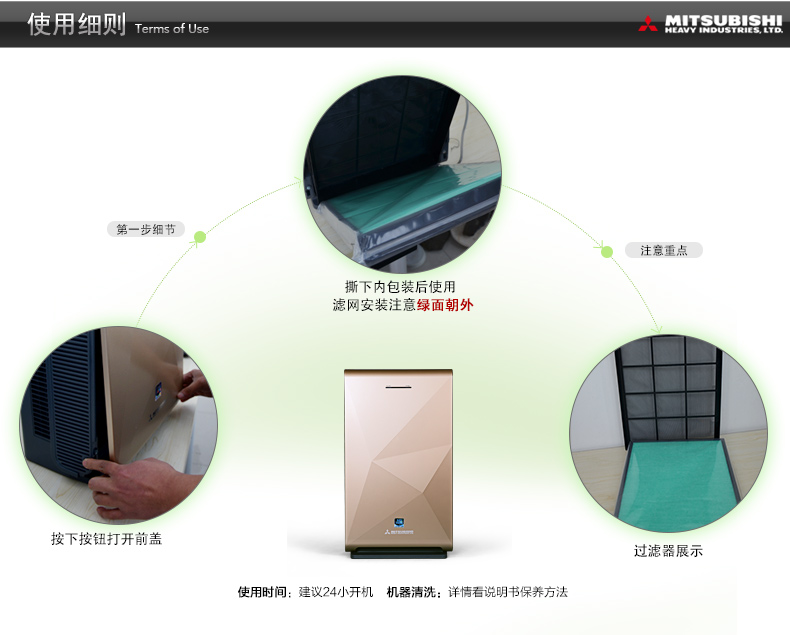 使用细则 Terms of Use
MITSUBISHI
HEAVY INDUSTRIES, LTD.
第一步细节
注意重点
撕下内包装后使用
滤网安装注意绿面朝外
按下按钮打开前盖
过滤器展示
MITSUBISHI
使用时间：建议24小开机 机器清洗：详情看说明书保养方法